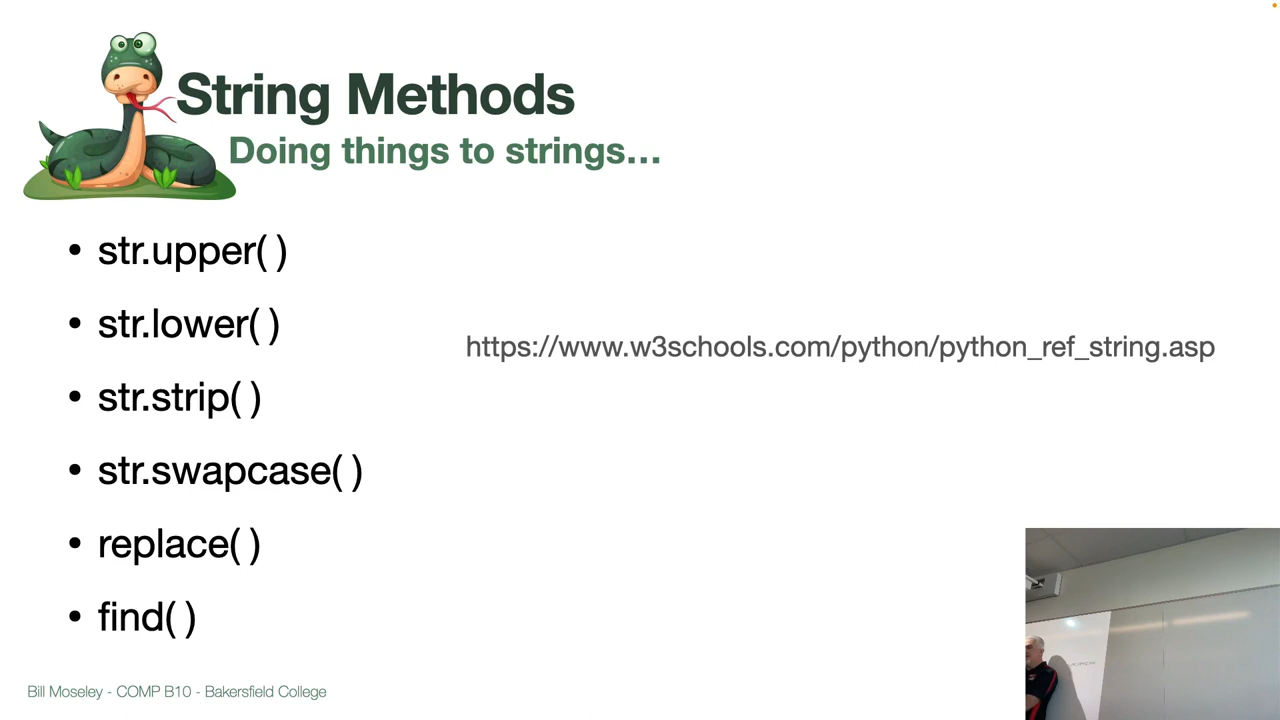 String Methods
Doing things to strings...
• str.upper( )
• str.lower( )
• str.strip( )
• str.swapcase( )
• replace( )
• find( )
https://www.w3schools.com/python/python_ref_string.asp
Bill Moseley - COMP B10 - Bakersfield College